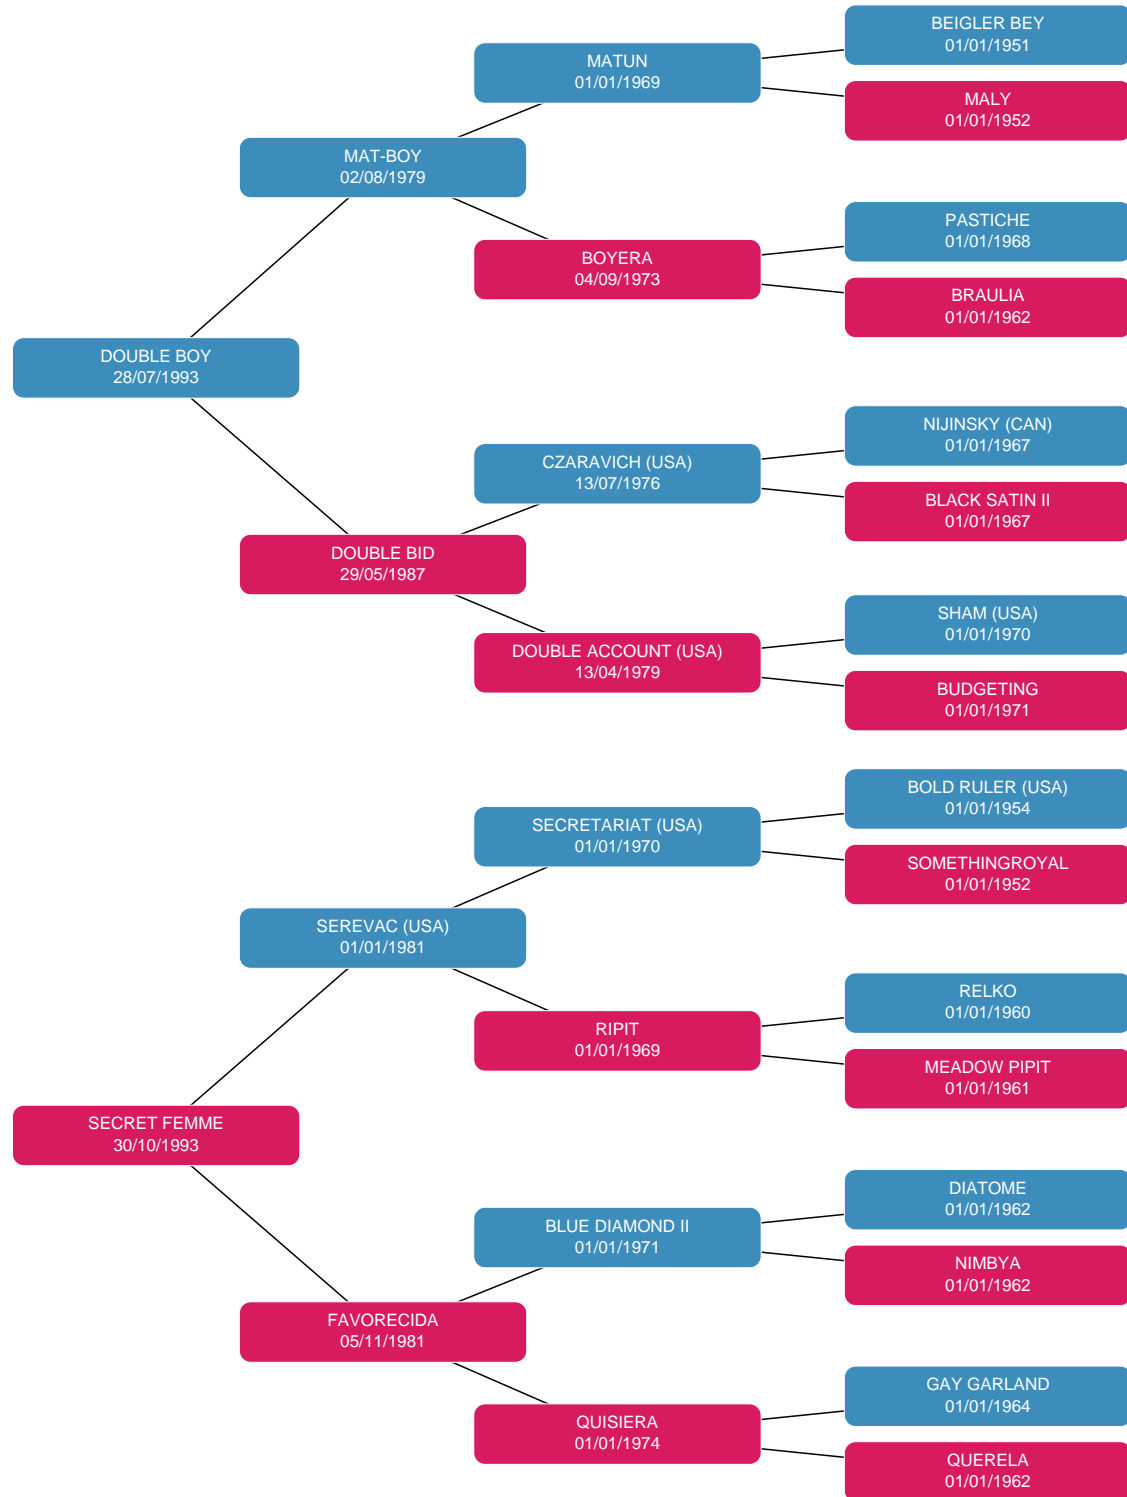 BEIGLER BEY
01/01/1951
MATUN
01/01/1969
MALY
01/01/1952
MAT-BOY
02/08/1979
PASTICHE
01/01/1968
BOYERA
04/09/1973
BRAULIA
01/01/1962
DOUBLE BOY
28/07/1993
NIJINSKY (CAN)
01/01/1967
CZARAVICH (USA)
13/07/1976
BLACK SATIN II
01/01/1967
DOUBLE BID
29/05/1987
SHAM (USA)
01/01/1970
DOUBLE ACCOUNT (USA)
13/04/1979
BUDGETING
01/01/1971
BOLD RULER (USA)
01/01/1954
SECRETARIAT (USA)
01/01/1970
SOMETHINGROYAL
01/01/1952
SEREVAC (USA)
01/01/1981
RELKO
01/01/1960
RIPIT
01/01/1969
MEADOW PIPIT
01/01/1961
SECRET FEMME
30/10/1993
DIATOME
01/01/1962
BLUE DIAMOND II
01/01/1971
NIMBYA
01/01/1962
FAVORECIDA
05/11/1981
GAY GARLAND
01/01/1964
QUISIERA
01/01/1974
QUERELA
01/01/1962